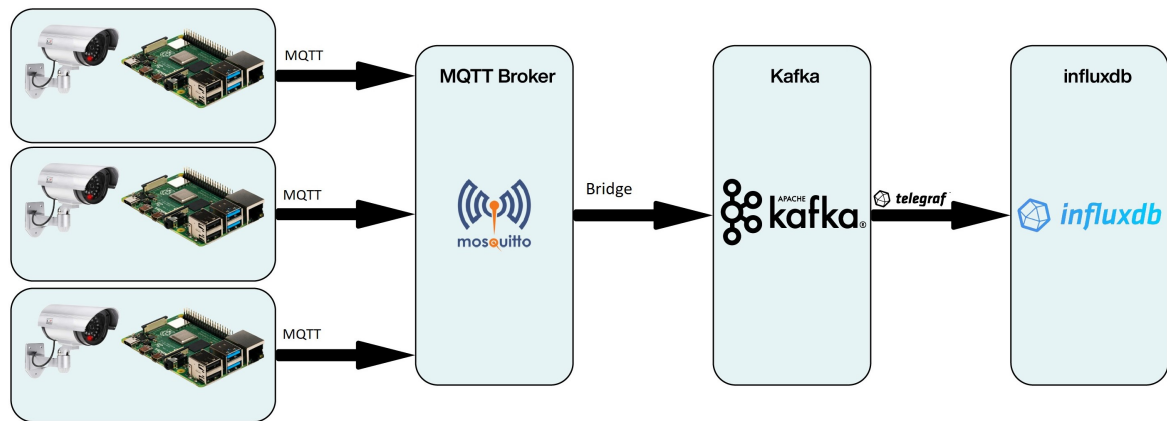 MQTT
MQTT
MQTT
MQTT Broker
mosquitto
Bridge
Kafka
APACHE
kafka®
telegraf
influxdb
influxdb